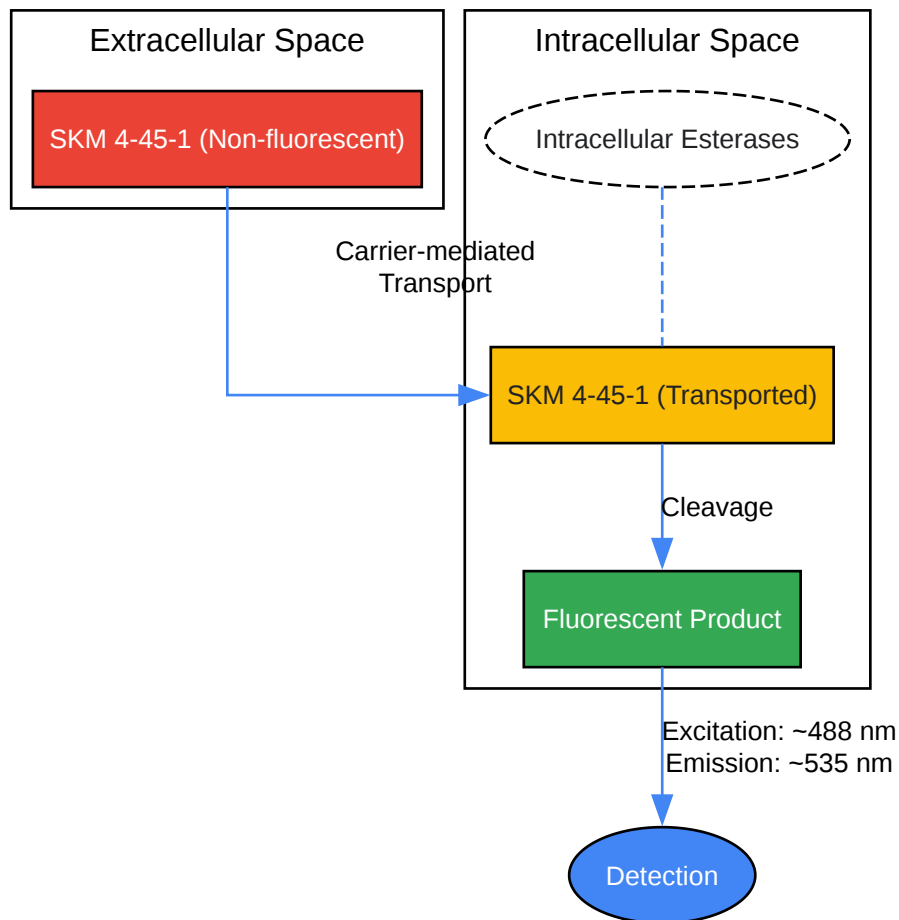 Extracellular Space
Intracellular Space
SKM 4-45-1 (Non-fluorescent)
Intracellular Esterases
Carrier-mediated
Transport
SKM 4-45-1 (Transported)
Cleavage
Fluorescent Product
Excitation: ~488 nm
Emission: ~535 nm
Detection